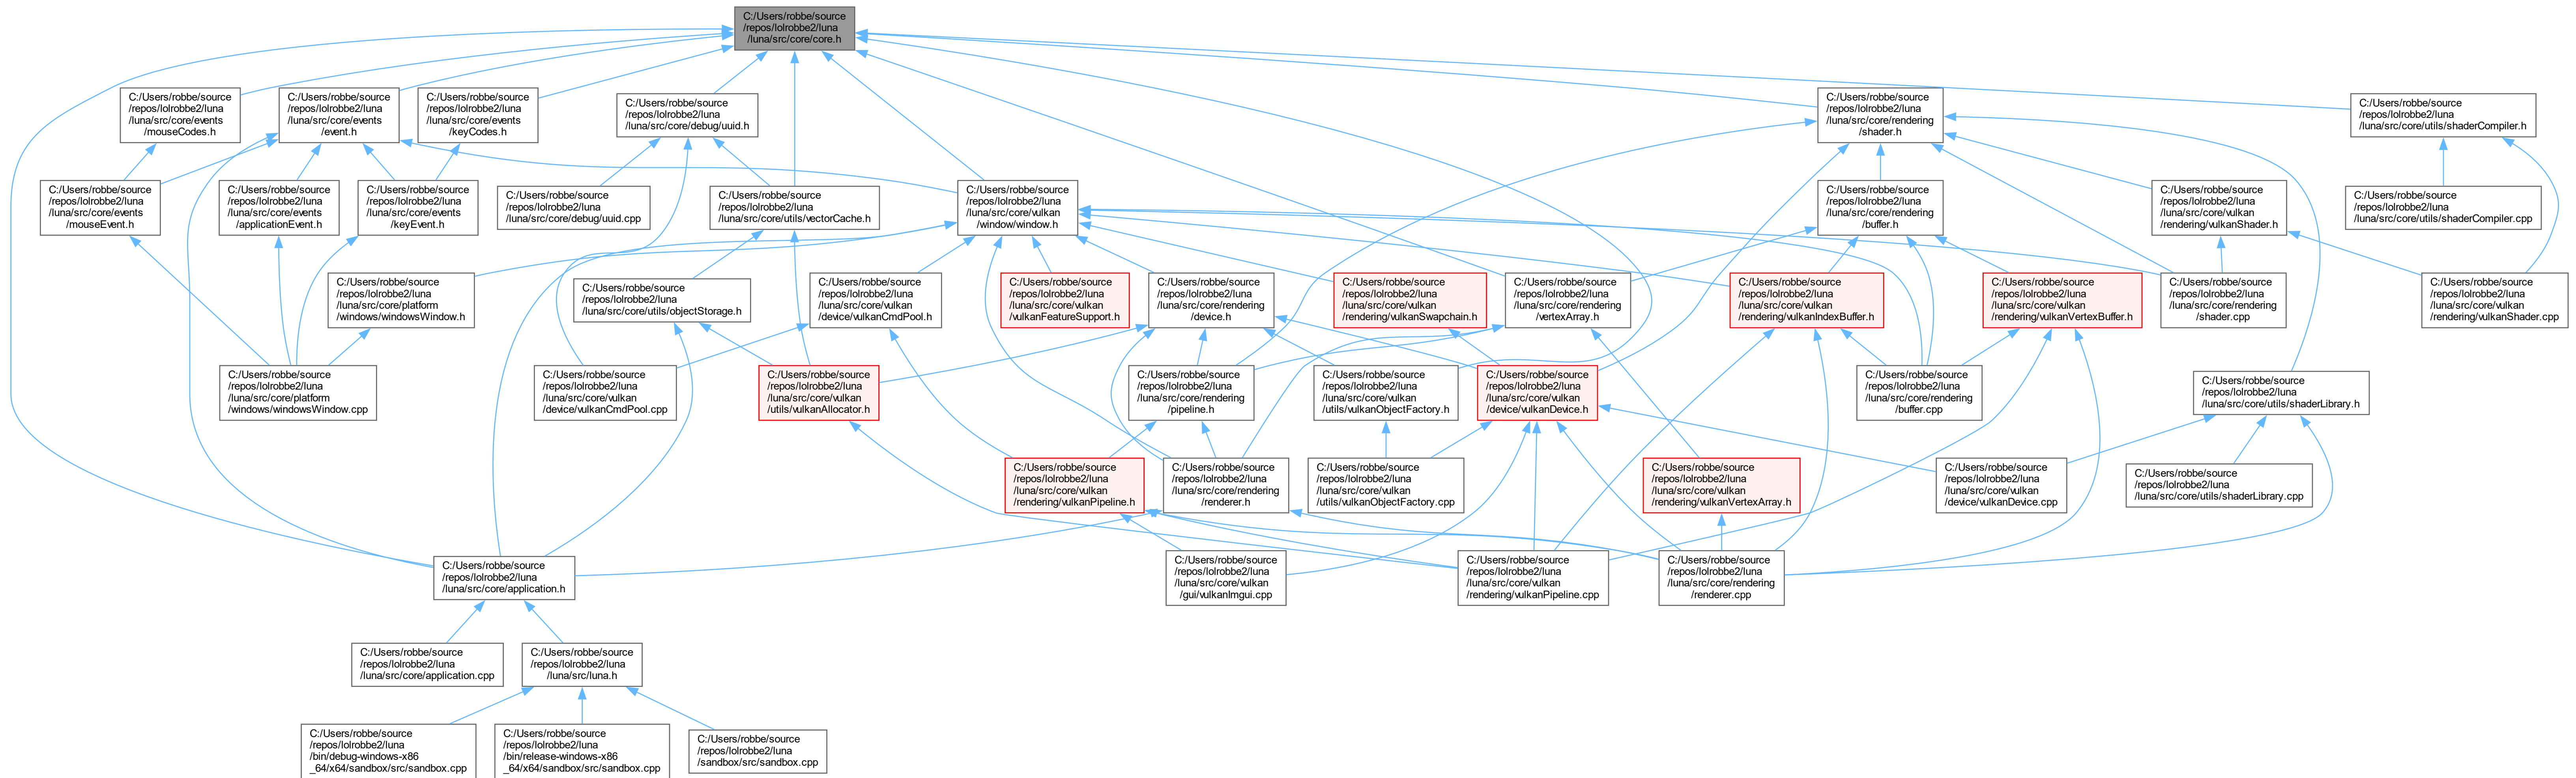 C:/Users/robbe/source
/repos/lolrobbe2/luna
/luna/src/core/core.h
C:/Users/robbe/source
/repos/lolrobbe2/luna
/luna/src/core/events
/mouseCodes.h
C:/Users/robbe/source
/repos/lolrobbe2/luna
/luna/src/core/events
/event.h
C:/Users/robbe/source
/repos/lolrobbe2/luna
/luna/src/core/events
/keyCodes.h
C:/Users/robbe/source
/repos/lolrobbe2/luna
/luna/src/core/debug/uuid.h
C:/Users/robbe/source
/repos/lolrobbe2/luna
/luna/src/core/rendering
/shader.h
C:/Users/robbe/source
/repos/lolrobbe2/luna
/luna/src/core/utils/shaderCompiler.h
C:/Users/robbe/source
/repos/lolrobbe2/luna
/luna/src/core/events
/mouseEvent.h
C:/Users/robbe/source
/repos/lolrobbe2/luna
/luna/src/core/events
/applicationEvent.h
C:/Users/robbe/source
/repos/lolrobbe2/luna
/luna/src/core/events
/keyEvent.h
C:/Users/robbe/source
/repos/lolrobbe2/luna
/luna/src/core/debug/uuid.cpp
C:/Users/robbe/source
/repos/lolrobbe2/luna
/luna/src/core/utils/vectorCache.h
C:/Users/robbe/source
/repos/lolrobbe2/luna
/luna/src/core/vulkan
/window/window.h
C:/Users/robbe/source
/repos/lolrobbe2/luna
/luna/src/core/rendering
/buffer.h
C:/Users/robbe/source
/repos/lolrobbe2/luna
/luna/src/core/vulkan
/rendering/vulkanShader.h
C:/Users/robbe/source
/repos/lolrobbe2/luna
/luna/src/core/utils/shaderCompiler.cpp
C:/Users/robbe/source
/repos/lolrobbe2/luna
/luna/src/core/platform
/windows/windowsWindow.h
C:/Users/robbe/source
/repos/lolrobbe2/luna
/luna/src/core/utils/objectStorage.h
C:/Users/robbe/source
/repos/lolrobbe2/luna
/luna/src/core/vulkan
/device/vulkanCmdPool.h
C:/Users/robbe/source
/repos/lolrobbe2/luna
/luna/src/core/vulkan
/vulkanFeatureSupport.h
C:/Users/robbe/source
/repos/lolrobbe2/luna
/luna/src/core/rendering
/device.h
C:/Users/robbe/source
/repos/lolrobbe2/luna
/luna/src/core/vulkan
/rendering/vulkanSwapchain.h
C:/Users/robbe/source
/repos/lolrobbe2/luna
/luna/src/core/rendering
/vertexArray.h
C:/Users/robbe/source
/repos/lolrobbe2/luna
/luna/src/core/vulkan
/rendering/vulkanIndexBuffer.h
C:/Users/robbe/source
/repos/lolrobbe2/luna
/luna/src/core/vulkan
/rendering/vulkanVertexBuffer.h
C:/Users/robbe/source
/repos/lolrobbe2/luna
/luna/src/core/rendering
/shader.cpp
C:/Users/robbe/source
/repos/lolrobbe2/luna
/luna/src/core/vulkan
/rendering/vulkanShader.cpp
C:/Users/robbe/source
/repos/lolrobbe2/luna
/luna/src/core/platform
/windows/windowsWindow.cpp
C:/Users/robbe/source
/repos/lolrobbe2/luna
/luna/src/core/vulkan
/device/vulkanCmdPool.cpp
C:/Users/robbe/source
/repos/lolrobbe2/luna
/luna/src/core/vulkan
/utils/vulkanAllocator.h
C:/Users/robbe/source
/repos/lolrobbe2/luna
/luna/src/core/rendering
/pipeline.h
C:/Users/robbe/source
/repos/lolrobbe2/luna
/luna/src/core/vulkan
/utils/vulkanObjectFactory.h
C:/Users/robbe/source
/repos/lolrobbe2/luna
/luna/src/core/vulkan
/device/vulkanDevice.h
C:/Users/robbe/source
/repos/lolrobbe2/luna
/luna/src/core/rendering
/buffer.cpp
C:/Users/robbe/source
/repos/lolrobbe2/luna
/luna/src/core/utils/shaderLibrary.h
C:/Users/robbe/source
/repos/lolrobbe2/luna
/luna/src/core/vulkan
/rendering/vulkanPipeline.h
C:/Users/robbe/source
/repos/lolrobbe2/luna
/luna/src/core/rendering
/renderer.h
C:/Users/robbe/source
/repos/lolrobbe2/luna
/luna/src/core/vulkan
/utils/vulkanObjectFactory.cpp
C:/Users/robbe/source
/repos/lolrobbe2/luna
/luna/src/core/vulkan
/rendering/vulkanVertexArray.h
C:/Users/robbe/source
/repos/lolrobbe2/luna
/luna/src/core/vulkan
/device/vulkanDevice.cpp
C:/Users/robbe/source
/repos/lolrobbe2/luna
/luna/src/core/utils/shaderLibrary.cpp
C:/Users/robbe/source
/repos/lolrobbe2/luna
/luna/src/core/application.h
C:/Users/robbe/source
/repos/lolrobbe2/luna
/luna/src/core/vulkan
/gui/vulkanImgui.cpp
C:/Users/robbe/source
/repos/lolrobbe2/luna
/luna/src/core/vulkan
/rendering/vulkanPipeline.cpp
C:/Users/robbe/source
/repos/lolrobbe2/luna
/luna/src/core/rendering
/renderer.cpp
C:/Users/robbe/source
/repos/lolrobbe2/luna
/luna/src/core/application.cpp
C:/Users/robbe/source
/repos/lolrobbe2/luna
/luna/src/luna.h
C:/Users/robbe/source
/repos/lolrobbe2/luna
/bin/debug-windows-x86
_64/x64/sandbox/src/sandbox.cpp
C:/Users/robbe/source
/repos/lolrobbe2/luna
/bin/release-windows-x86
_64/x64/sandbox/src/sandbox.cpp
C:/Users/robbe/source
/repos/lolrobbe2/luna
/sandbox/src/sandbox.cpp